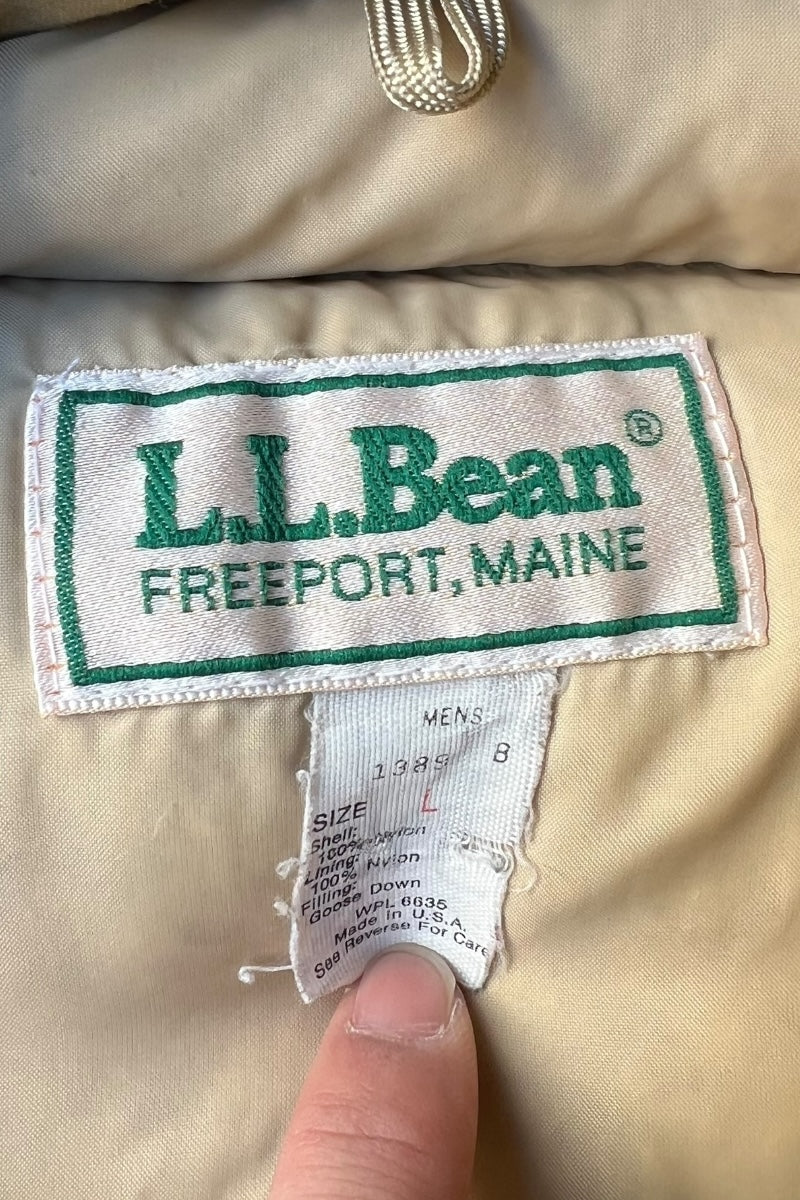 L.L.Bean®
FREEPORT, MAINE
MENS
1389 B
SIZE L
Shell:
100% Nylon
Lining:
100% Nylon
Filling:
Goose Down
WPL 6635
Made in U.S.A.
See Reverse For Care